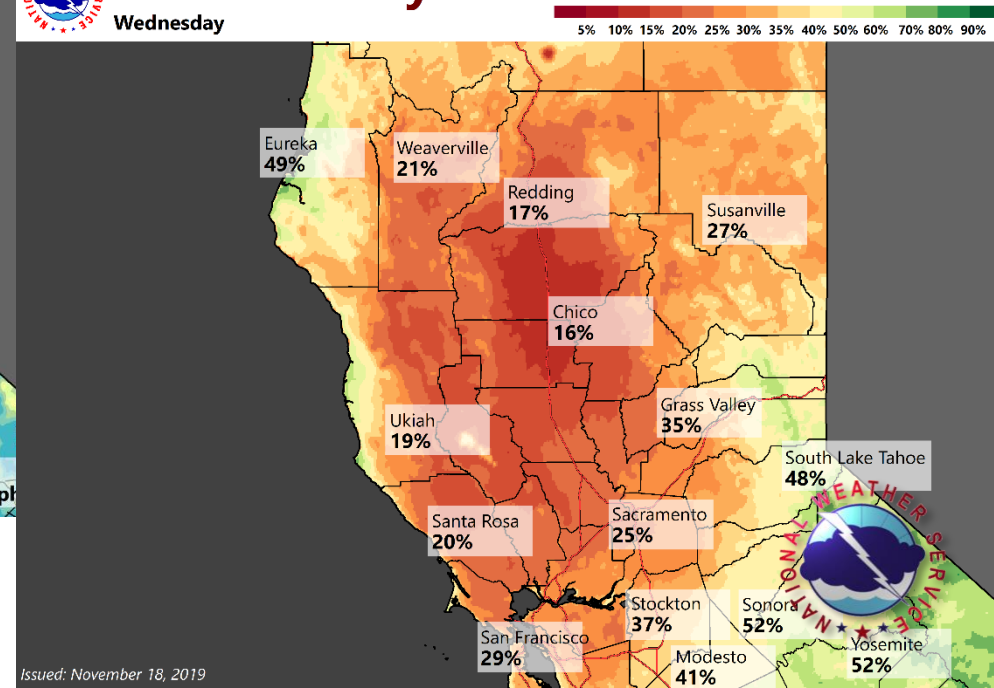 Wednesday
5% 10% 15% 20% 25% 30% 35% 40% 50% 60% 70% 80% 90%
Eureka
49%
Weaverville
21%
Redding
17%
Susanville
27%
Chico
16%
Grass Valley
35%
Ukiah
19%
South Lake Tahoe
48%
Santa Rosa
20%
Sacramento
25%
Stockton
37%
Sonora
52%
San Francisco
29%
Modesto
41%
Yosemite
52%
NATIONAL WEATHER SERVICE
Issued: November 18, 2019